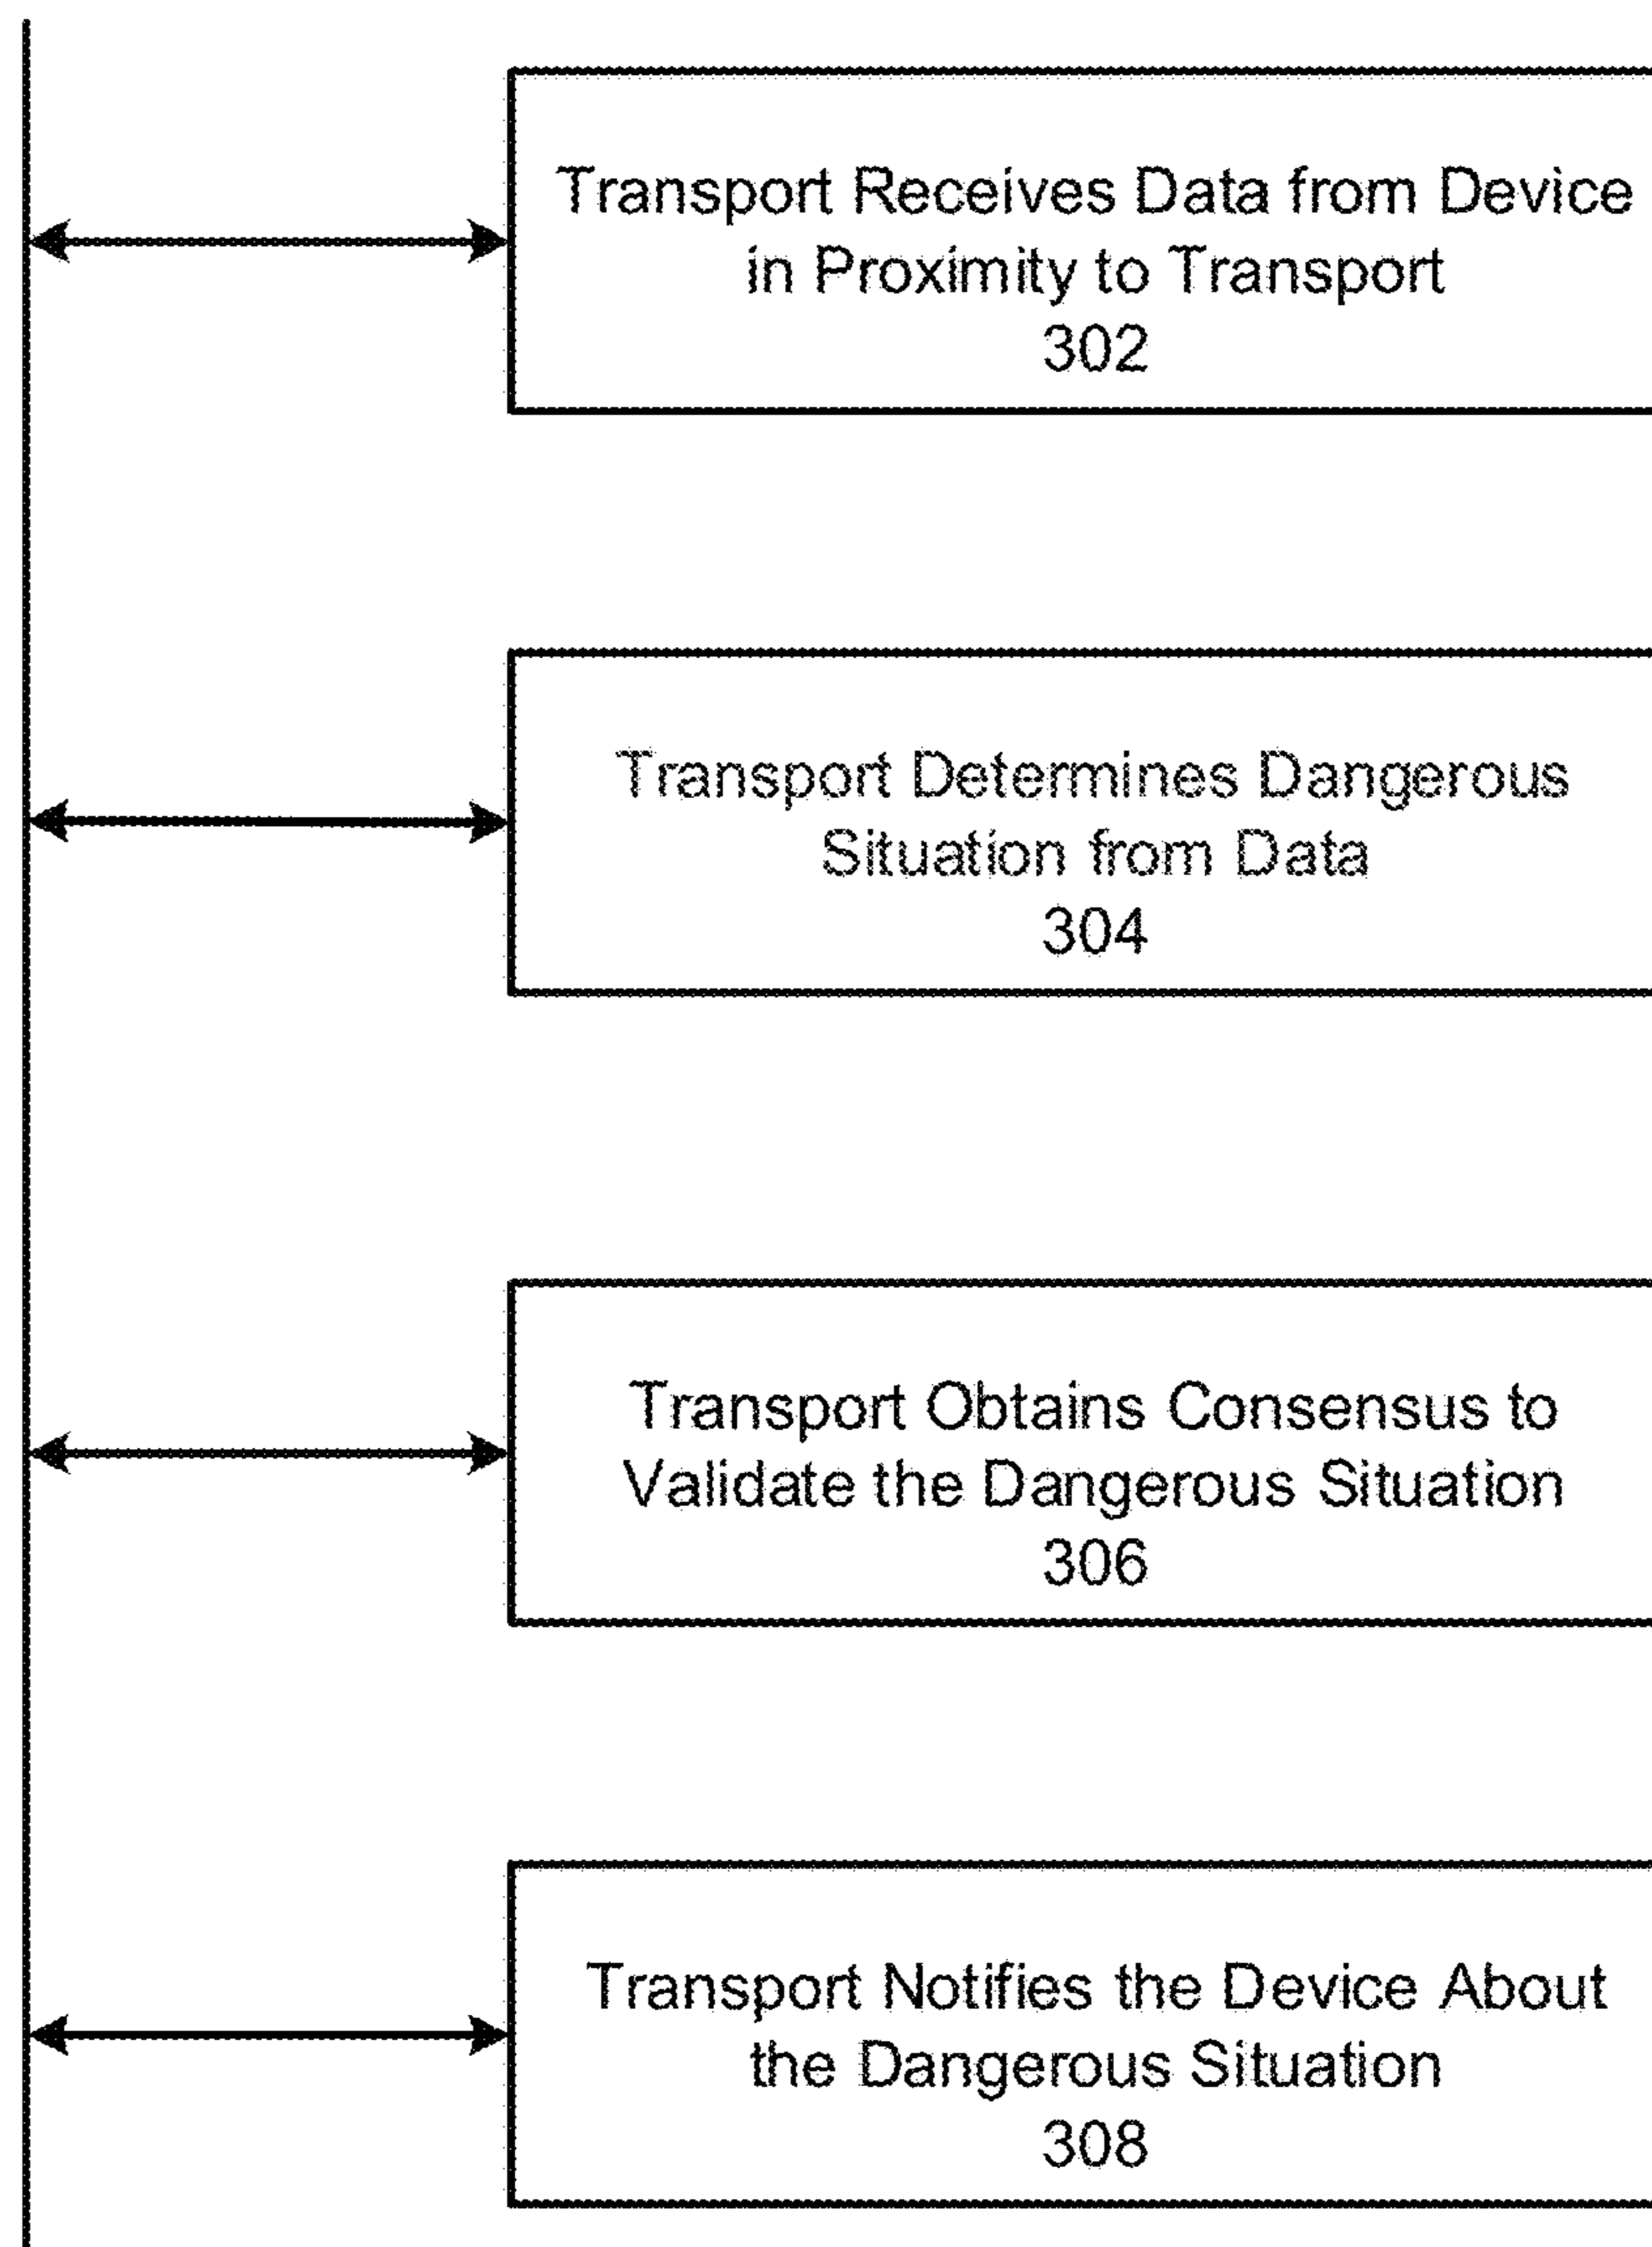 Transport Receives Data from Device
in Proximity to Transport
302
Transport Determines Dangerous
Situation from Data
304
Transport Obtains Consensus to
Validate the Dangerous Situation
306
Transport Notifies the Device About
the Dangerous Situation
308